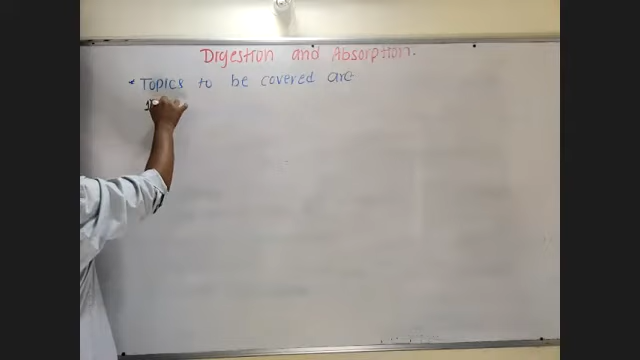 Digestion and Absorption.
* Topics to be covered are